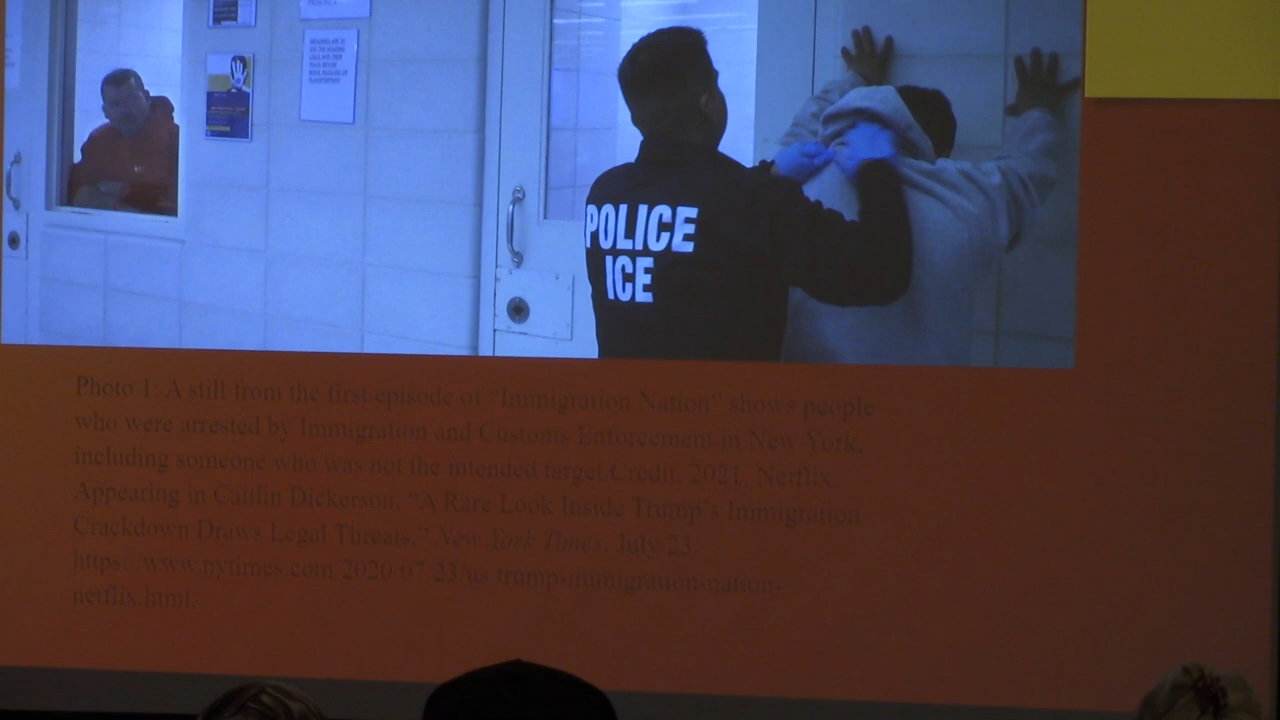 POLICE
ICE
Photo 1: A still from the first episode of "Immigration Nation" shows people
who were arrested by Immigration and Customs Enforcement in New York,
including someone who was not the intended target Credit, 2021, Netflix
Appearing in Caitlin Dickerson, "A Rare Look Inside Trump's Immigration
Crackdown Draws Legal Threats," New York Times, July 23.
https: www.nytimes.com 2020 07 23 us trump-immigration-nation-
netflix.html.